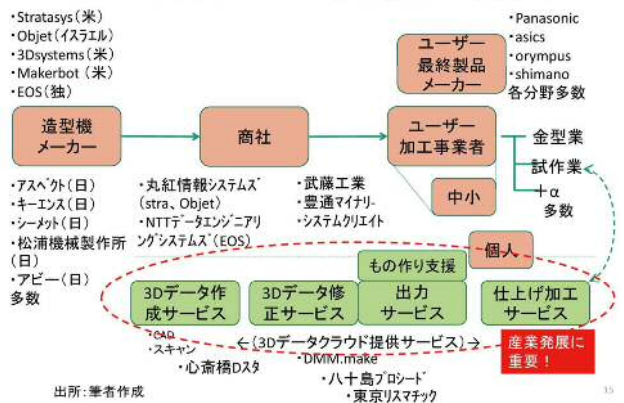 ・Stratasys(米)
・Objet(イスラエル)
・3Dsystems(米)
・Makerbot(米)
・EOS(独)
・Panasonic
・asics
・orympus
・shimano
各分野多数
ユーザー
最終製品
メーカー
造型機
メーカー
商社
ユーザー
加工事業者
金型業
試作業
+α
多数
中小
個人
・アスペクト(日)
・キーエンス(日)
・シーメット(日)
・松浦機械製作所
(日)
・アビー(日)
多数
・丸紅情報システムズ
(stra、Objet)
・NTTデータエンジニアリ
ングシステムズ(EOS)
・武藤工業
・豊通マイナリー
・システムクリエイト
もの作り支援
3Dデータ作
成サービス
3Dデータ修
正サービス
出力
サービス
仕上げ加工
サービス
・CAD
・スキャン
・心斎橋Dスタ
←(3Dデータクラウド提供サービス)→
・DMM.make
・八十島プロシード
・東京リスマチック
産業発展に
重要!
出所:筆者作成
15